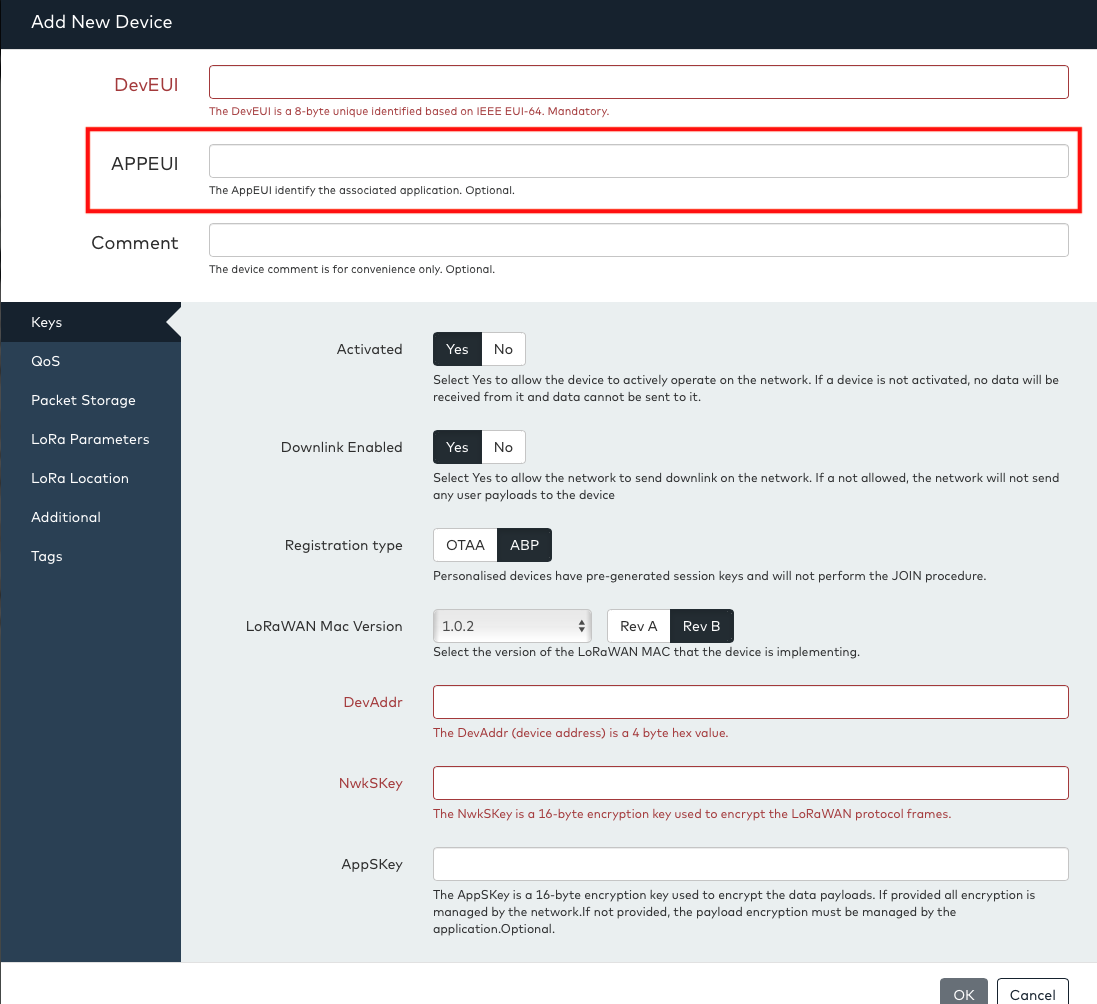 Add New Device
DevEUI
The DevEUI is a 8-byte unique identified based on IEEE EUI-64. Mandatory.
APPEUI
The AppEUI identify the associated application. Optional.
Comment
The device comment is for convenience only. Optional.
Keys
QoS
Packet Storage
LoRa Parameters
LoRa Location
Additional
Tags
Activated
Yes No
Select Yes to allow the device to actively operate on the network. If a device is not activated, no data will be
received from it and data cannot be sent to it.
Downlink Enabled
Yes No
Select Yes to allow the network to send downlink on the network. If a not allowed, the network will not send
any user payloads to the device
Registration type
OTAA ABP
Personalised devices have pre-generated session keys and will not perform the JOIN procedure.
LoRaWAN Mac Version
1.0.2 Rev A Rev B
Select the version of the LoRaWAN MAC that the device is implementing.
DevAddr
The DevAddr (device address) is a 4 byte hex value.
NwkSKey
The NwkSKey is a 16-byte encryption key used to encrypt the LoRaWAN protocol frames.
AppSKey
The AppSKey is a 16-byte encryption key used to encrypt the data payloads. If provided all encryption is
managed by the network.If not provided, the payload encryption must be managed by the
application.Optional.
OK Cancel